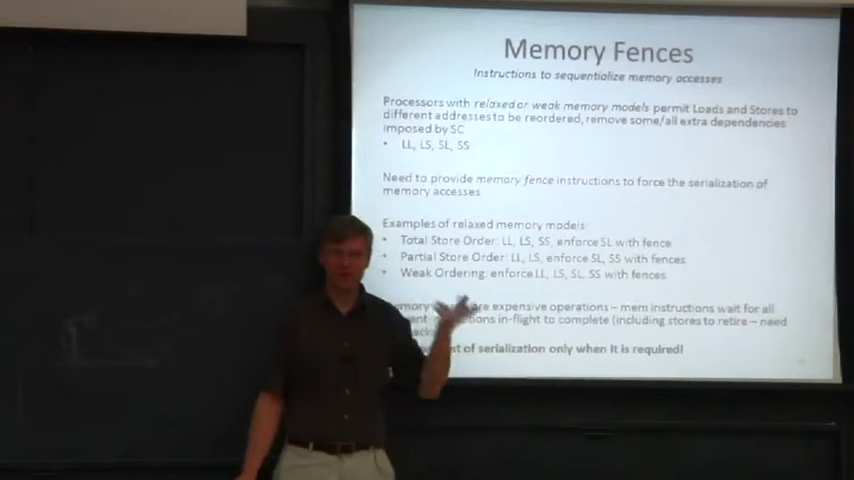 Memory Fences
Instructions to sequentialize memory accesses
Processors with relaxed or weak memory models permit Loads and Stores to
different addresses to be reordered, remove some/all extra dependencies
imposed by SC
• LL, LS, SL, SS
Need to provide memory fence instructions to force the serialization of
memory accesses
Examples of relaxed memory models:
• Total Store Order: LL, LS, SS, enforce SL with fence
• Partial Store Order: LL, LS, enforce SL, SS with fences
• Weak Ordering: enforce LL, LS, SL, SS with fences
are expensive operations – mem instructions wait for all
in-flight to complete (including stores to retire – need
of serialization only when it is required!